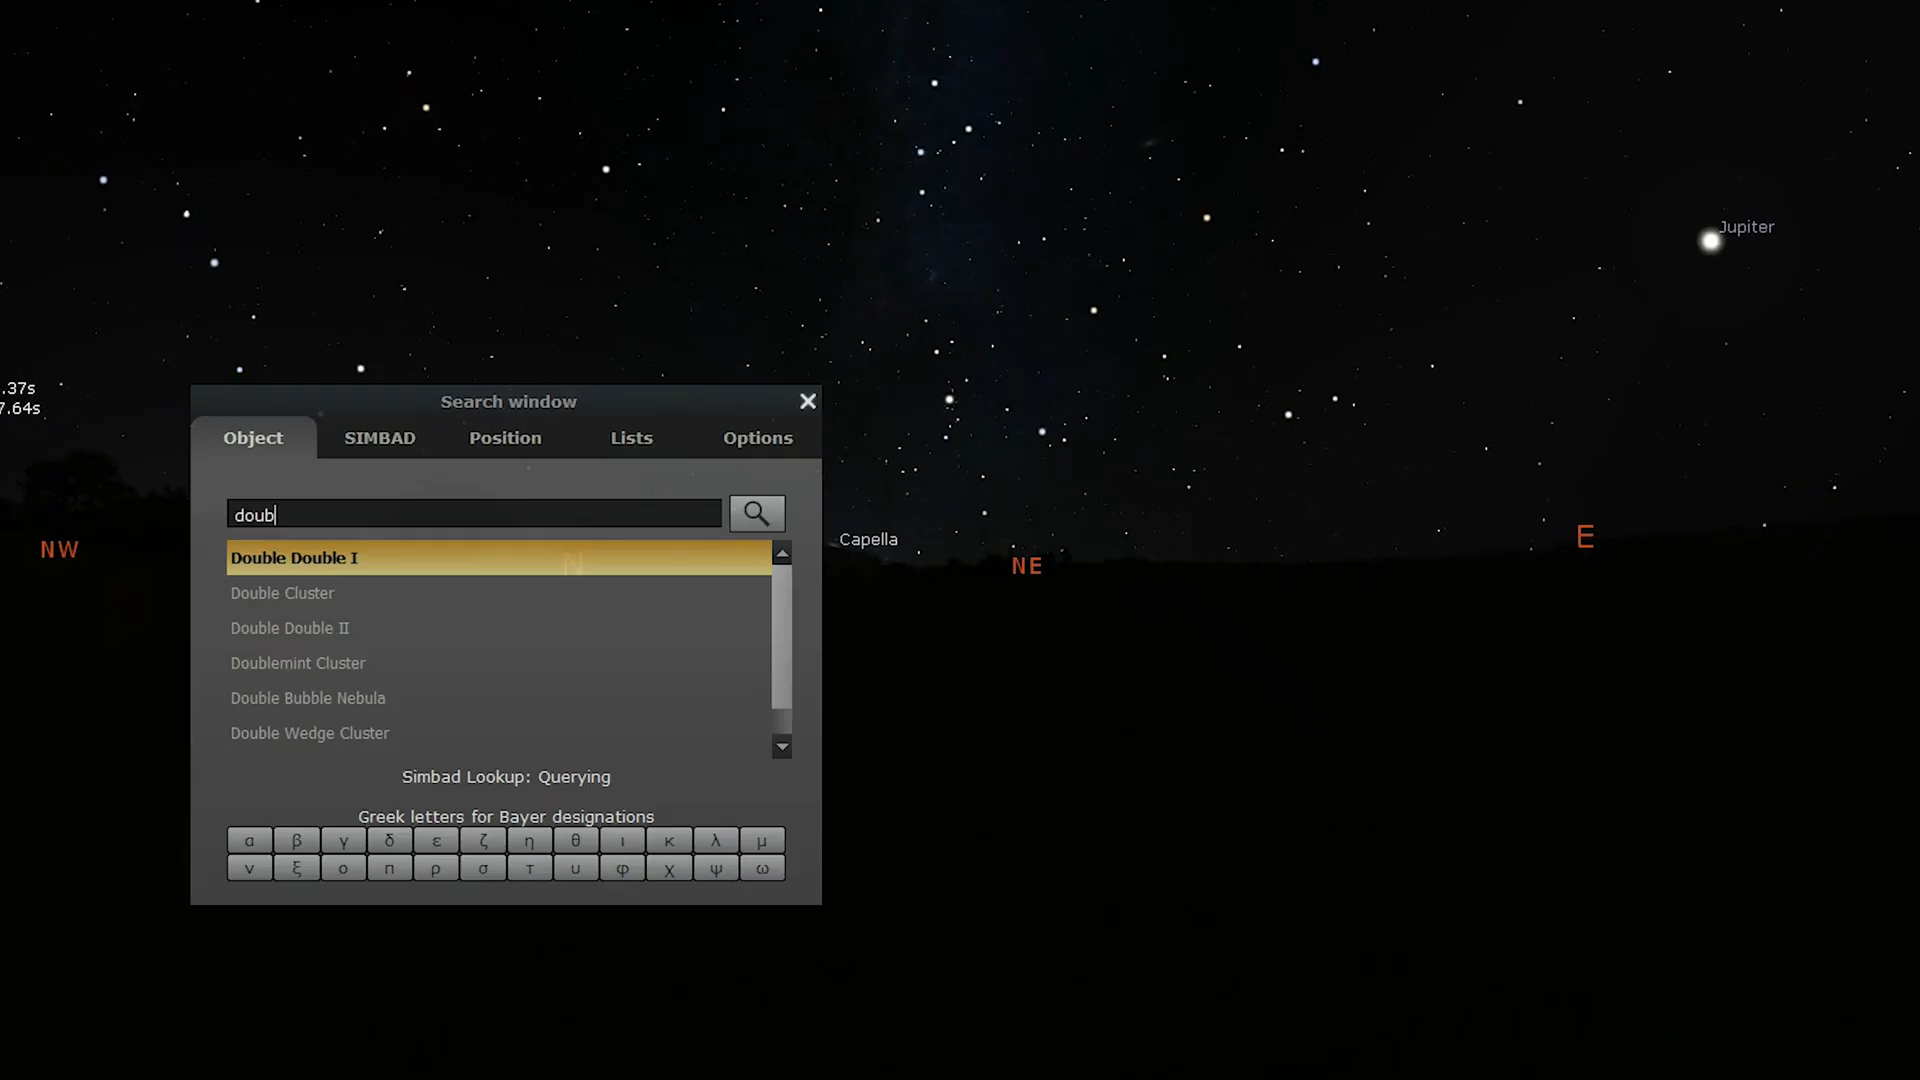 Jupiter
.37s
7.64s
Search window
Object SIMBAD Position Lists Options
doub
Double Double I
N
Double Cluster
Double Double II
Doublemint Cluster
Double Bubble Nebula
Double Wedge Cluster
Simbad Lookup: Querying
Greek letters for Bayer designations
α β γ δ ε ζ η θ ι κ λ μ
ν ξ ο π ρ σ τ υ φ χ ψ ω
Capella
NW
NE
E